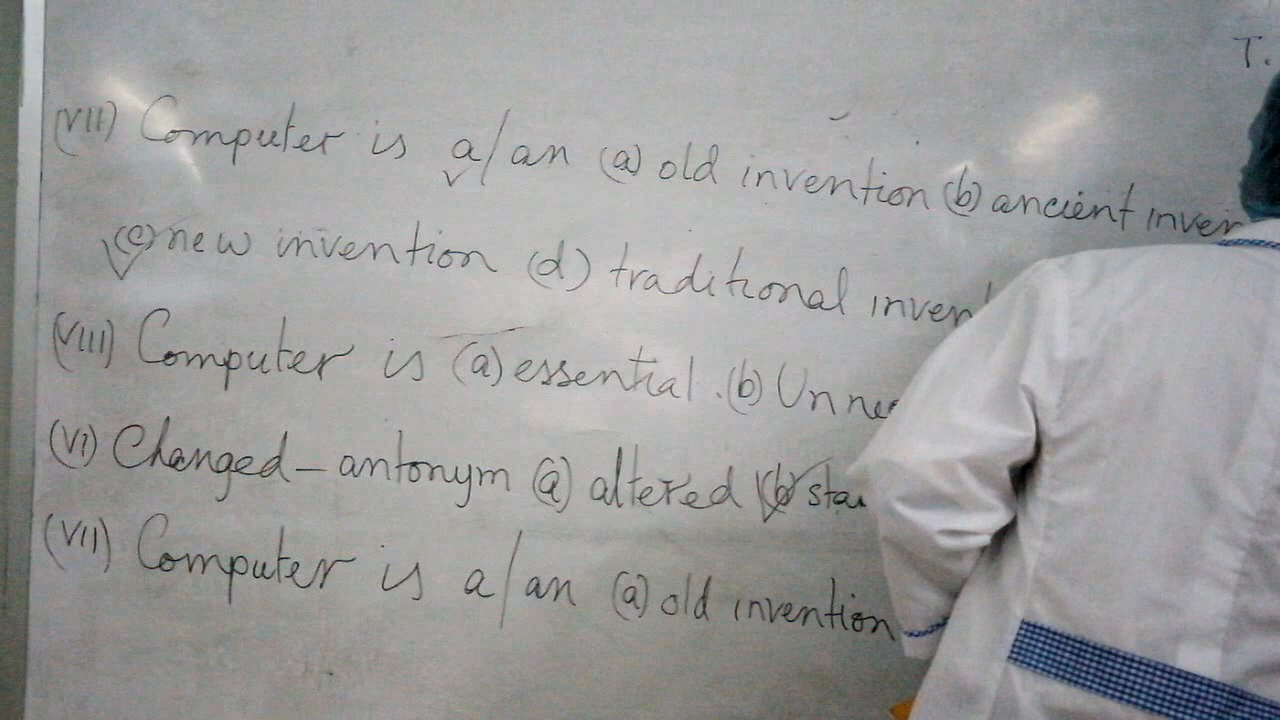 T.
(VII) Computer is a/an (a) old invention (b) ancient inven
(c) new invention (d) traditional inven
(VIII) Computer is (a) essential. (b) Unne
(VI) Changed - antonym (a) altered (b) sta
(VII) Computer is a/an (a) old invention